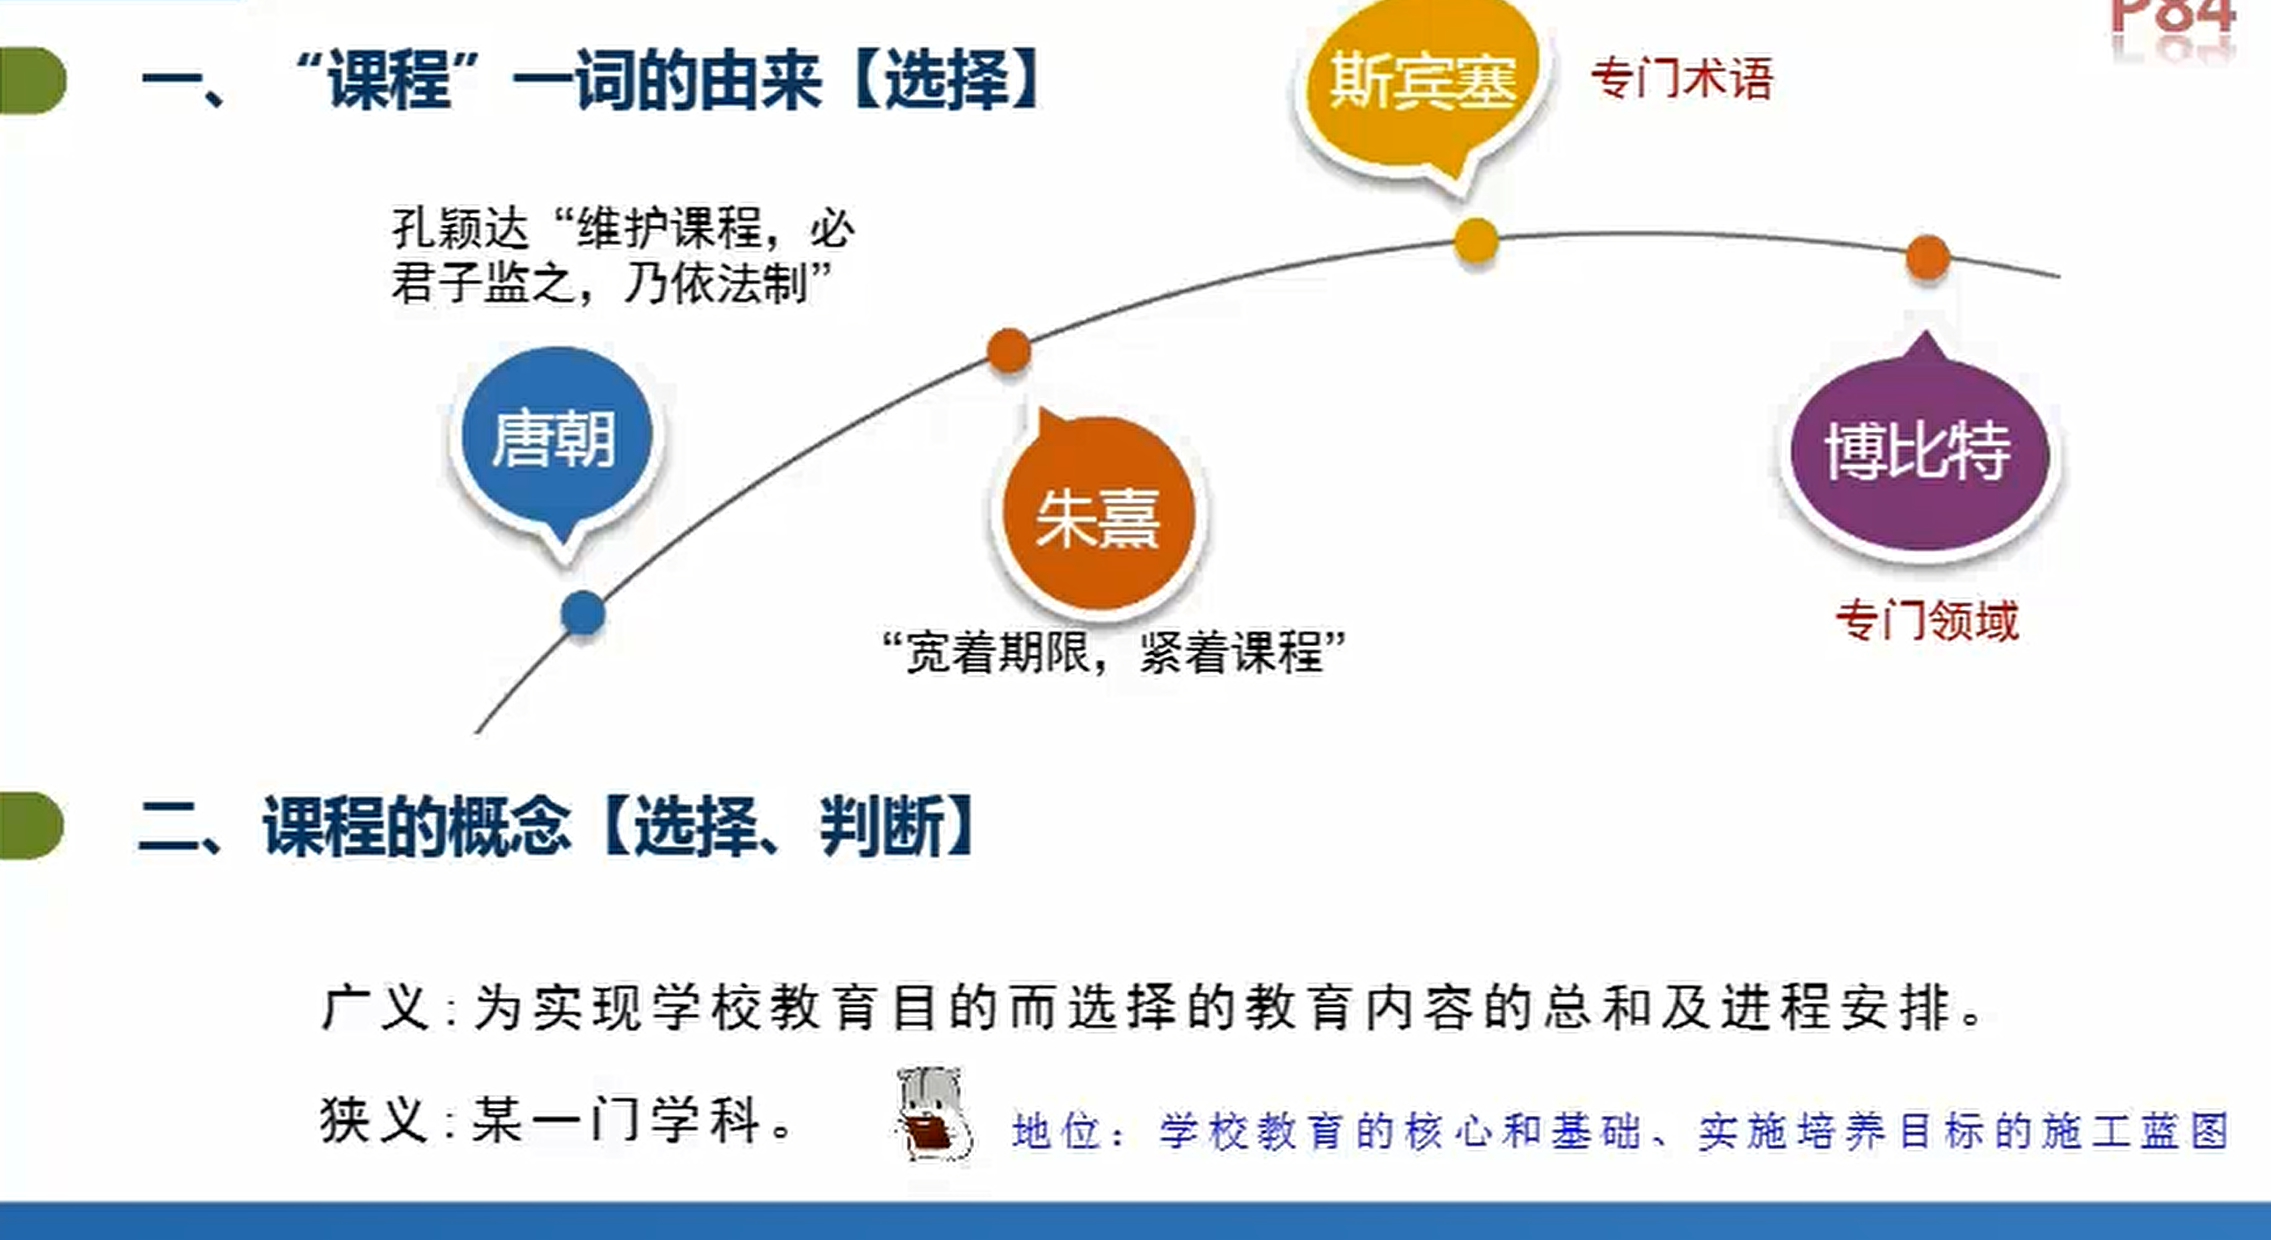 P84
一、“课程”一词的由来【选择】
斯宾塞
专门术语
孔颖达“维护课程，必
君子监之，乃依法制”
唐朝
朱熹
“宽着期限，紧着课程”
博比特
专门领域
二、课程的概念【选择、判断】
广义：为实现学校教育目的而选择的教育内容的总和及进程安排。
狭义：某一门学科。
地位：学校教育的核心和基础、实施培养目标的施工蓝图